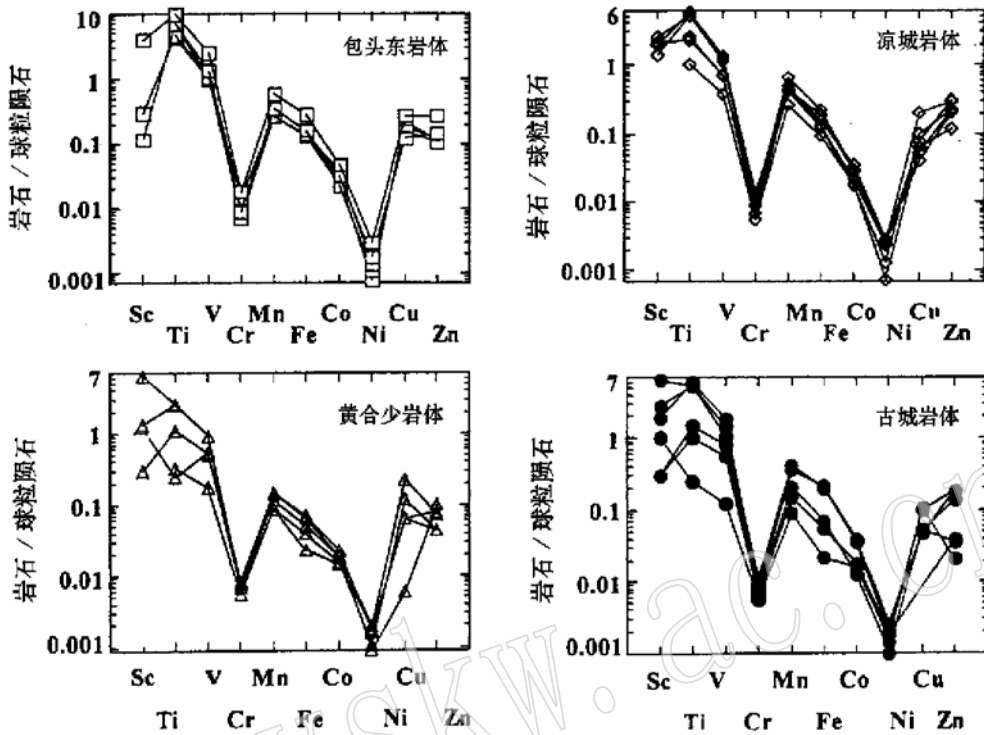 岩石 / 球粒陨石
10
1
0.1
0.01
0.001
包头东岩体
Sc V Mn Co Cu
Ti Cr Fe Ni Zn
岩石 / 球粒陨石
6
1
0.1
0.01
0.001
凉城岩体
Sc V Mn Co Cu
Ti Cr Fe Ni Zn
岩石 / 球粒陨石
7
1
0.1
0.01
0.001
黄合少岩体
Sc V Mn Co Cu
Ti Cr Fe Ni Zn
岩石 / 球粒陨石
7
1
0.1
0.01
0.001
古城岩体
Sc V Mn Co Cu
Ti Cr Fe Ni Zn
yskw.ac.cn